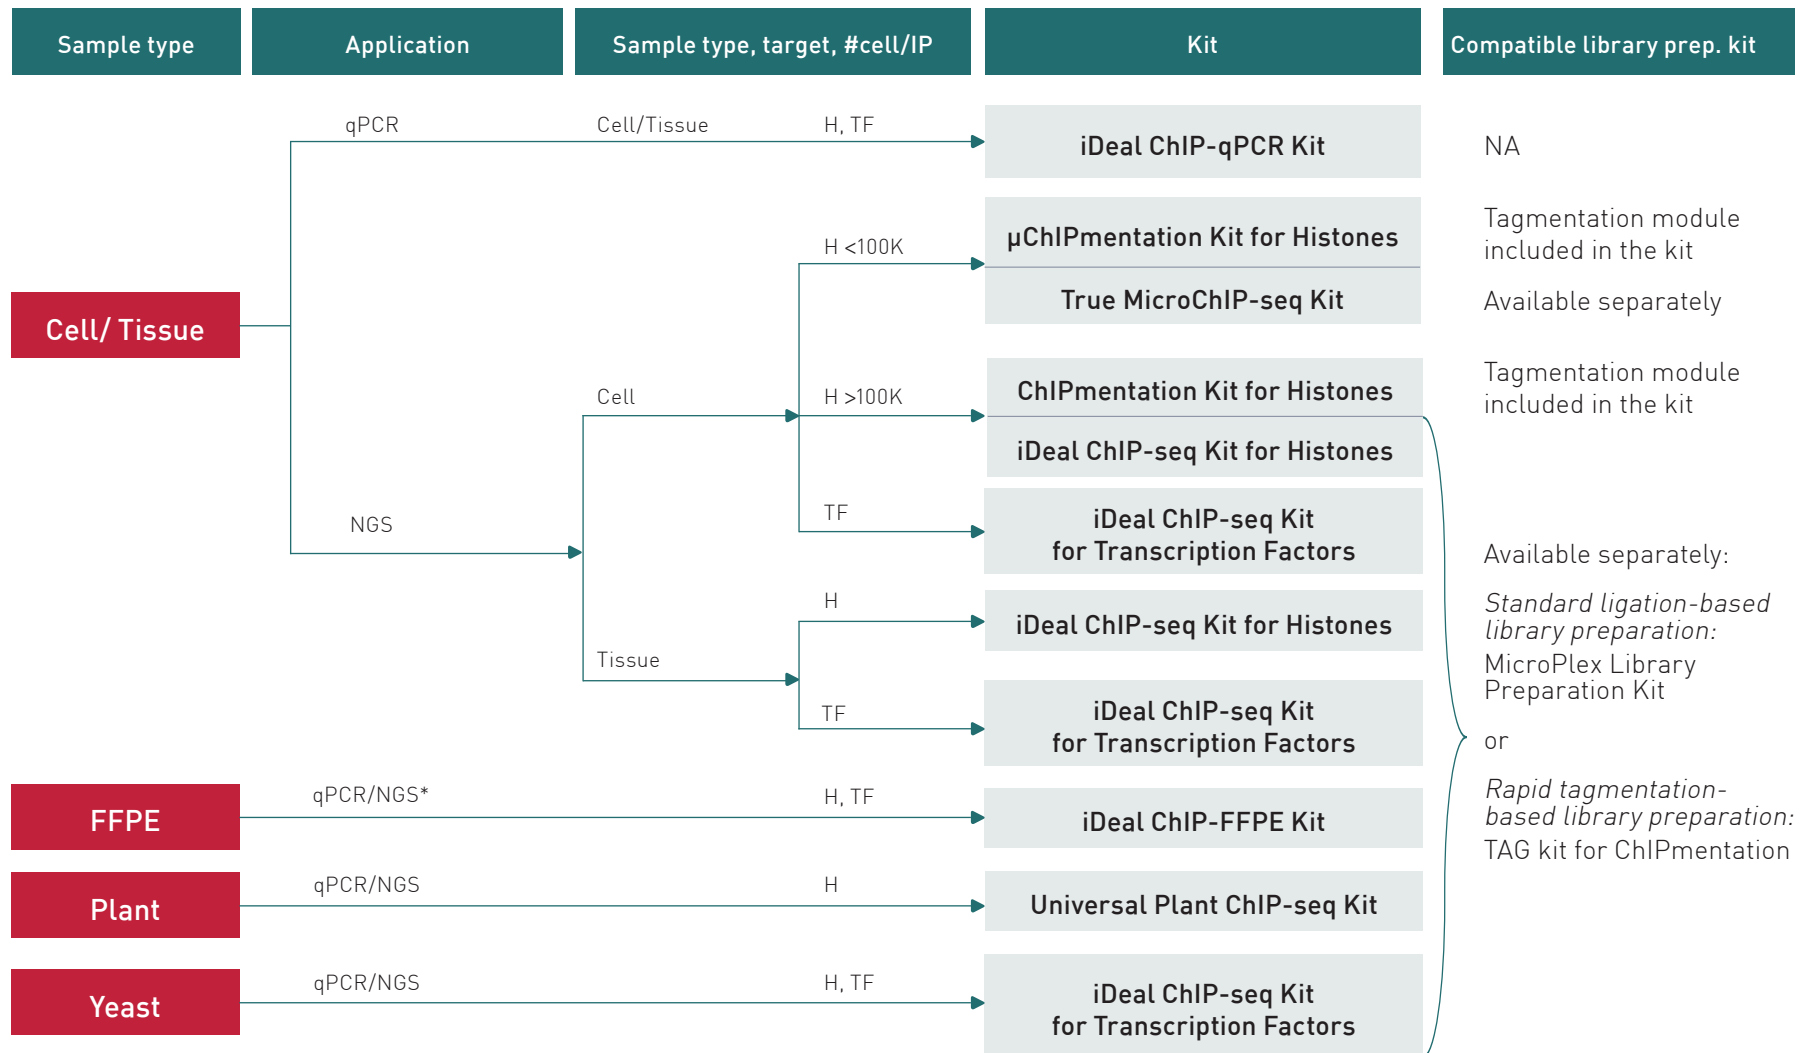 Sample type
Application
Sample type, target, #cell/IP
Kit
Compatible library prep. kit
qPCR
Cell/Tissue
H, TF
iDeal ChIP-qPCR Kit
NA
Cell/ Tissue
H <100K
µChIPmentation Kit for Histones
Tagmentation module
included in the kit
True MicroChIP-seq Kit
Available separately
Cell
H >100K
ChIPmentation Kit for Histones
Tagmentation module
included in the kit
iDeal ChIP-seq Kit for Histones
NGS
TF
iDeal ChIP-seq Kit
for Transcription Factors
Tissue
H
iDeal ChIP-seq Kit for Histones
TF
iDeal ChIP-seq Kit
for Transcription Factors
Available separately:
Standard ligation-based
library preparation:
MicroPlex Library
Preparation Kit
or
Rapid tagmentation-
based library preparation:
TAG kit for ChIPmentation
FFPE
qPCR/NGS*
H, TF
iDeal ChIP-FFPE Kit
Plant
qPCR/NGS
H
Universal Plant ChIP-seq Kit
Yeast
qPCR/NGS
H, TF
iDeal ChIP-seq Kit
for Transcription Factors